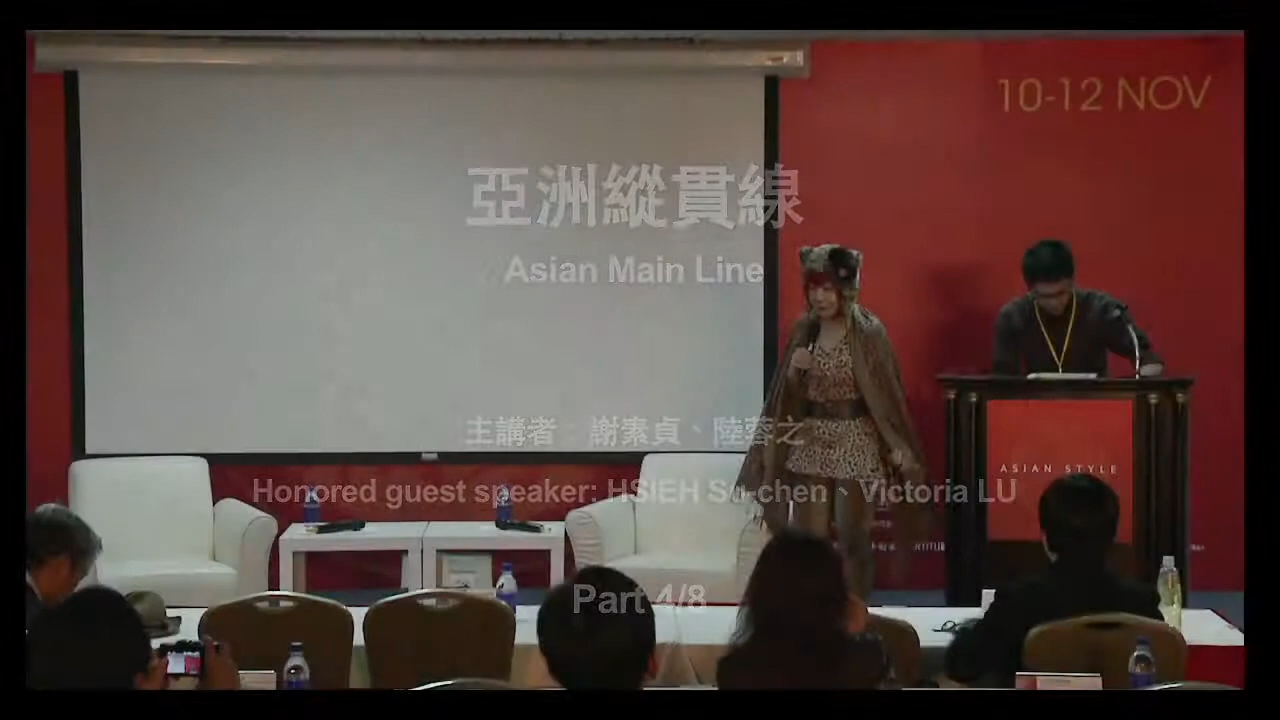 10-12 NOV
亞洲縱貫線
Asian Main Line
主講者：謝素貞、陸蓉之
Honored guest speaker: HSIEH Su-chen、Victoria LU
ASIAN STYLE
Part 4/8